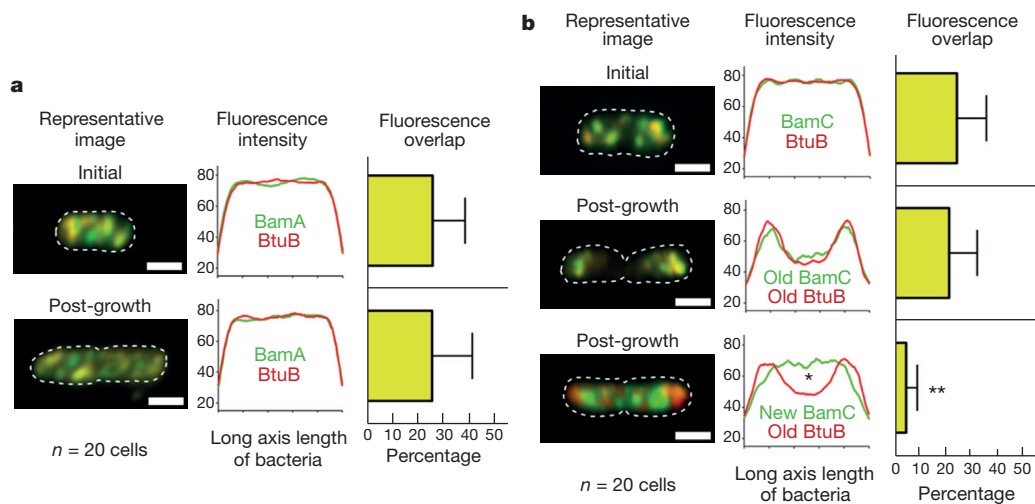 a
Representative
image
Fluorescence
intensity
Fluorescence
overlap
Initial
80
60
40
20
BamA
BtuB
Post-growth
80
60
40
20
BamA
BtuB
n = 20 cells
Long axis length
of bacteria
0 10 20 30 40 50
Percentage
b
Representative
image
Fluorescence
intensity
Fluorescence
overlap
Initial
80
60
40
20
BamC
BtuB
Post-growth
80
60
40
20
Old BamC
Old BtuB
Post-growth
80
60
40
20
*
New BamC
Old BtuB
**
n = 20 cells
Long axis length
of bacteria
0 10 20 30 40 50
Percentage